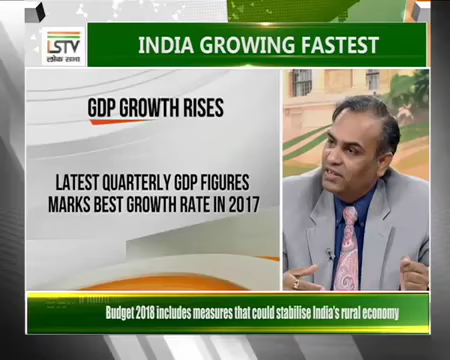 LSTV
लोक सभा
INDIA GROWING FASTEST
GDP GROWTH RISES
LATEST QUARTERLY GDP FIGURES
MARKS BEST GROWTH RATE IN 2017
Budget 2018 includes measures that could stabilise India's rural economy